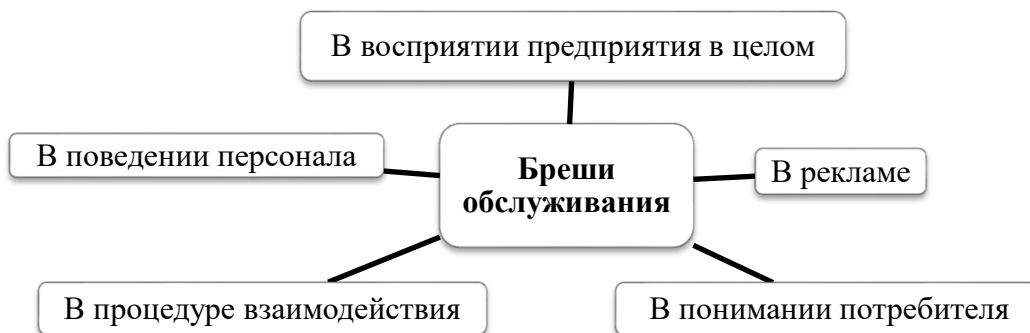 В восприятии предприятия в целом
В поведении персонала
Бреши
обслуживания
В рекламе
В процедуре взаимодействия
В понимании потребителя